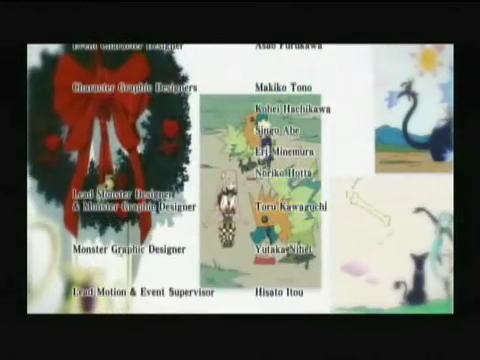 Event Character Designer Asao Furukawa
Character Graphic Designers Makiko Tono
Kohei Hachikawa
Singo Abe
Eri Minemura
Noriko Hotta
Lead Monster Designer
& Monster Graphic Designer Toru Kawaguchi
Monster Graphic Designer Yutaka Nihei
Lead Motion & Event Supervisor Hisato Itou